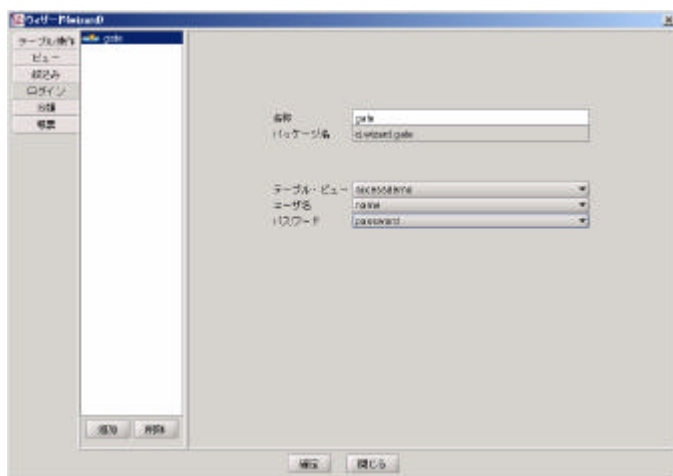 ウィザード(wizard)
テーブル操作
ビュー
絞込み
ログイン
分類
帳票
gate
名称 gate
パッケージ名 d.wizard.gate
テーブル・ビュー
ユーザ名 name
パスワード password
追加 削除
確定 閉じる